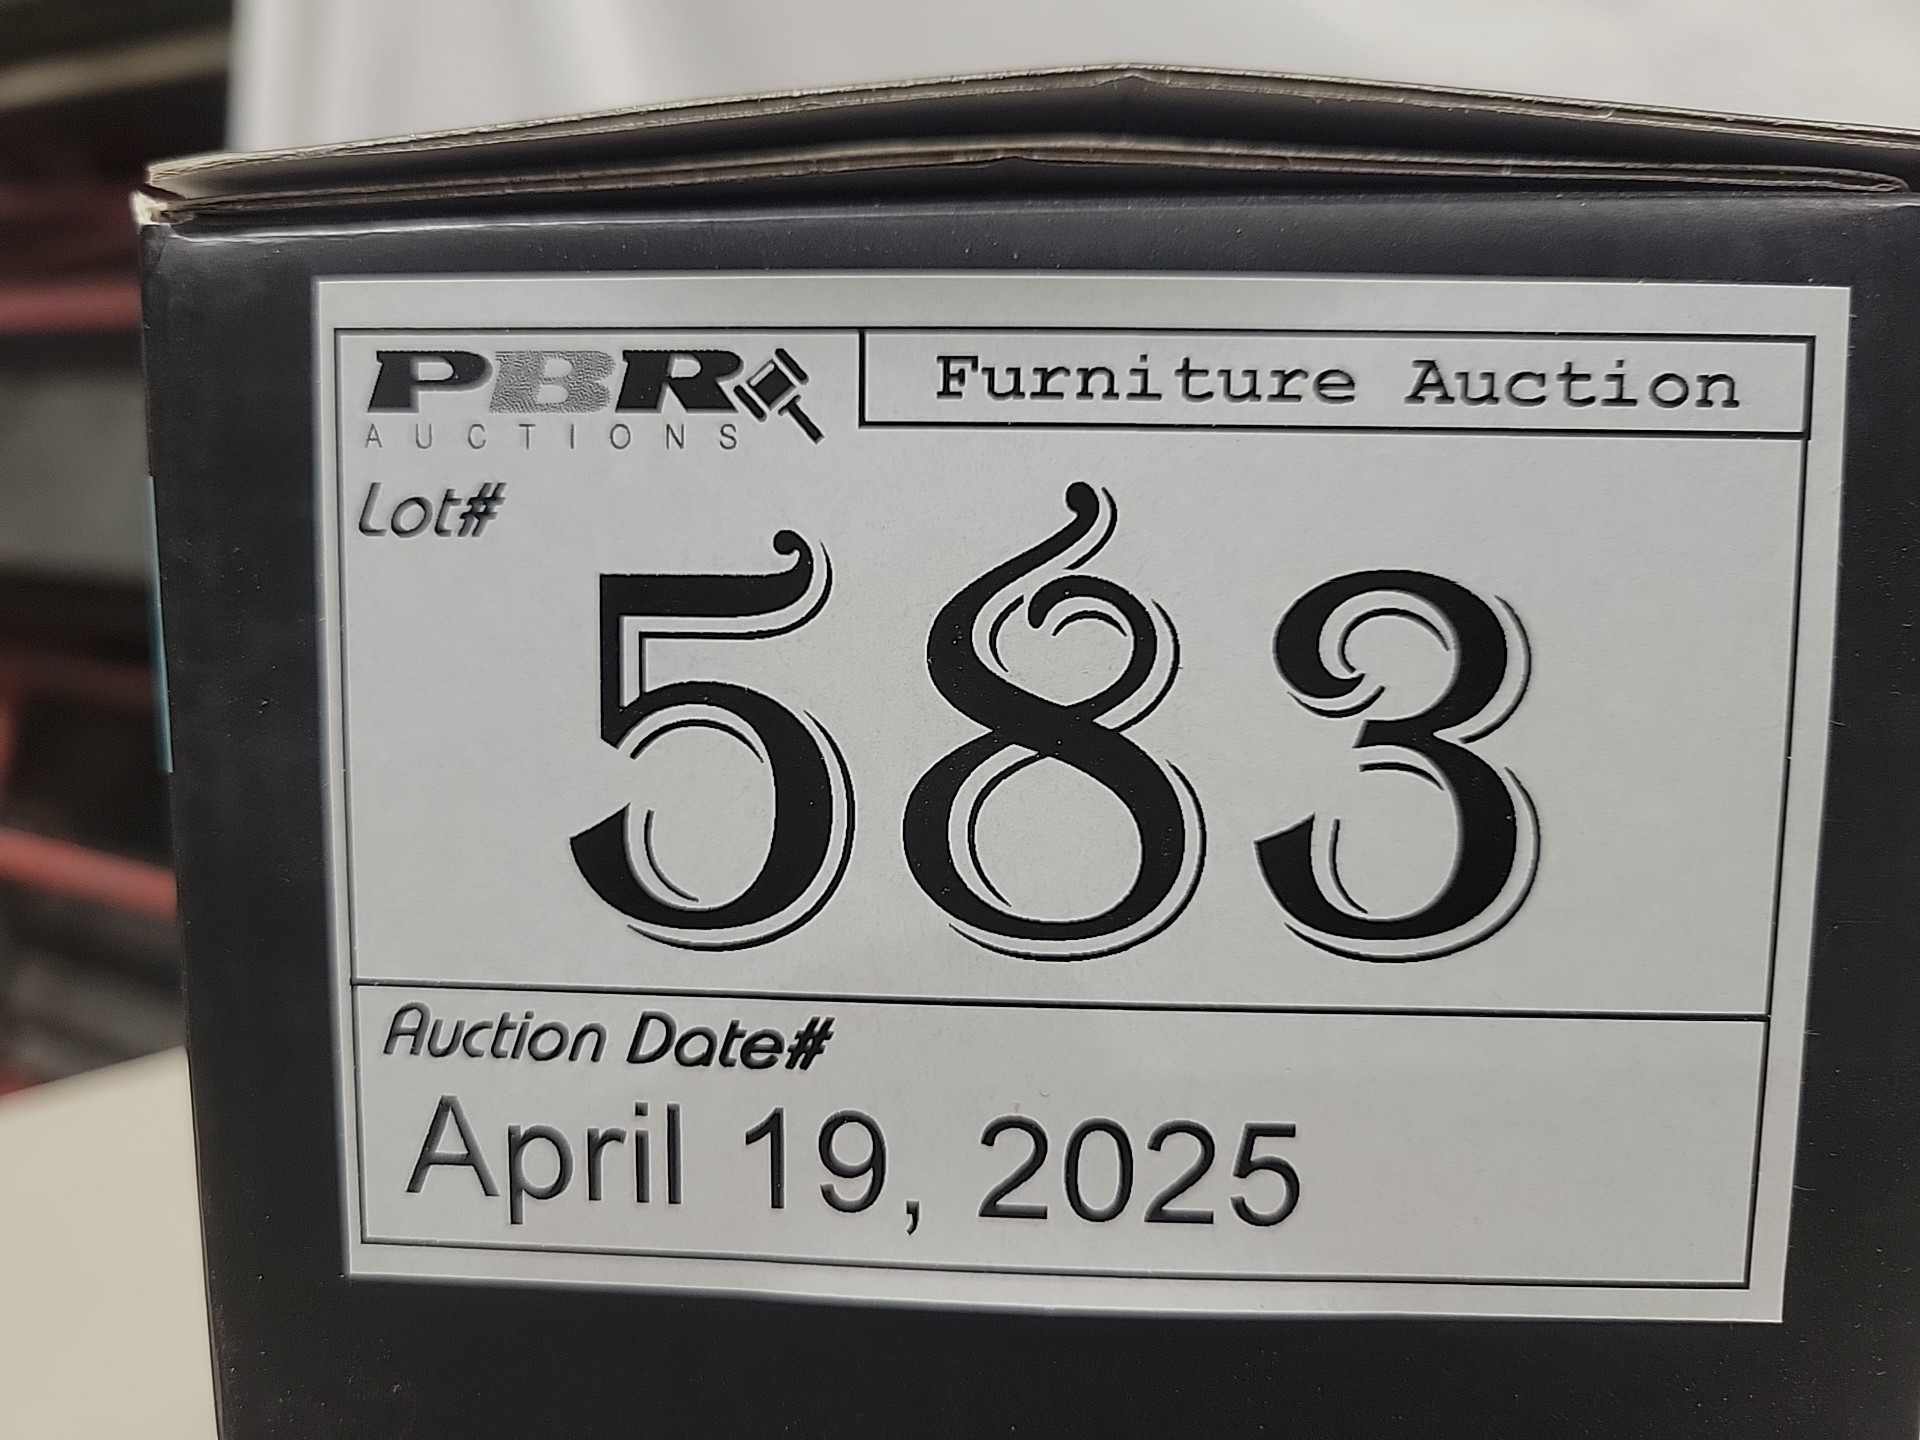 PBR
AUCTIONS
Furniture Auction
Lot#
583
Auction Date#
April 19, 2025